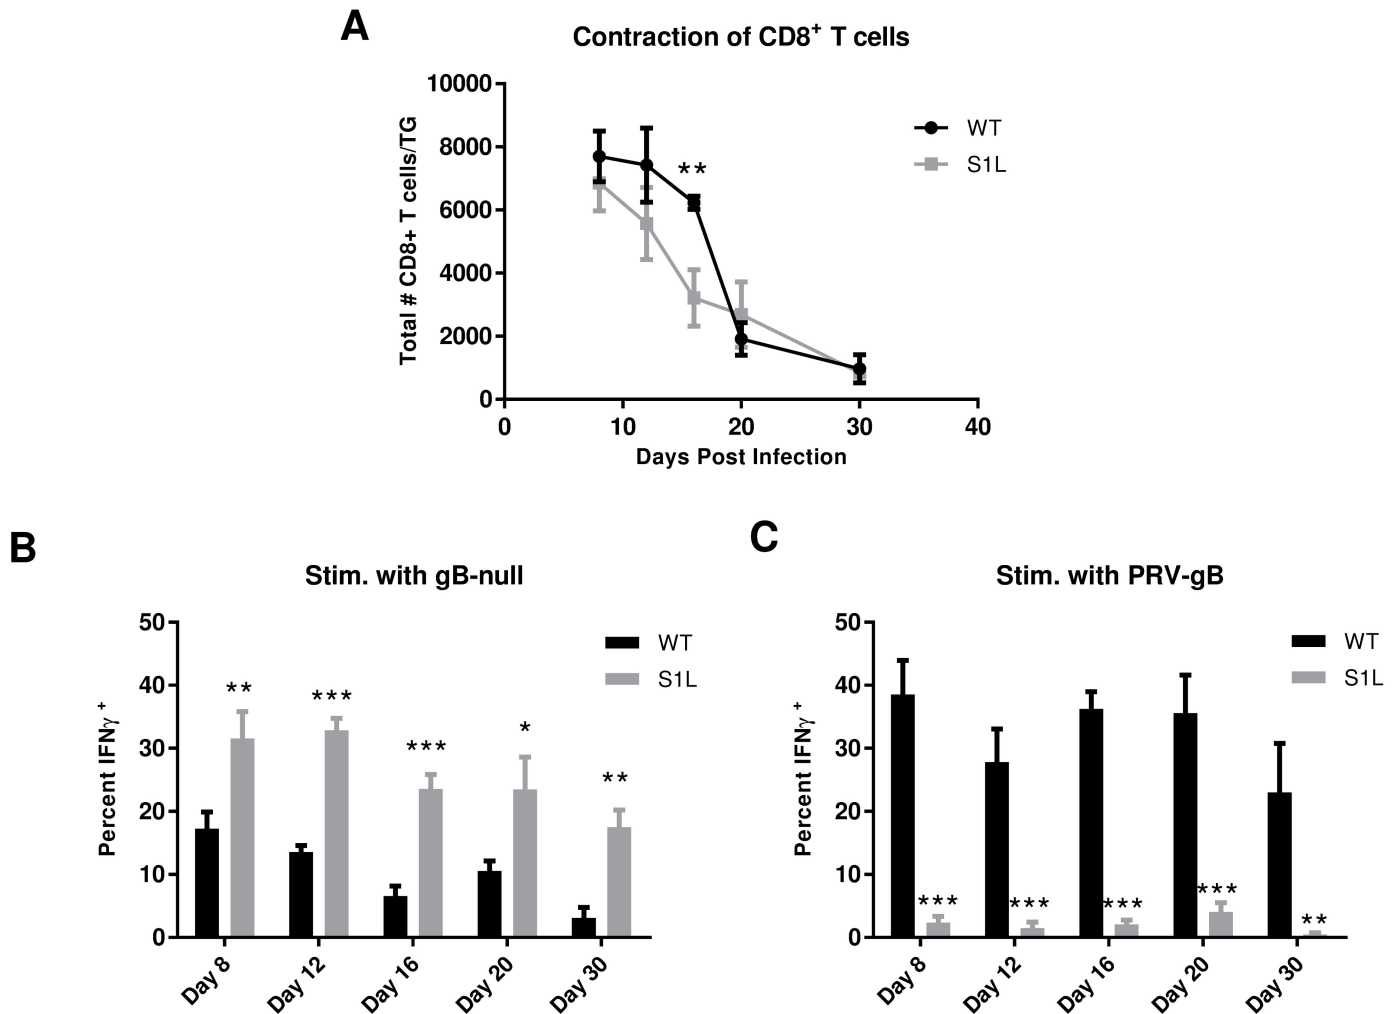 A
Contraction of CD8+ T cells
10000
8000
6000
4000
2000
0
Total # CD8+ T cells/TG
**
WT
S1L
0 10 20 30 40
Days Post Infection
B
Stim. with gB-null
50
40
30
20
10
0
Percent IFNγ +
** *** *** * **
WT
S1L
Day 8 Day 12 Day 16 Day 20 Day 30
C
Stim. with PRV-gB
50
40
30
20
10
0
Percent IFNγ +
*** *** *** *** **
WT
S1L
Day 8 Day 12 Day 16 Day 20 Day 30